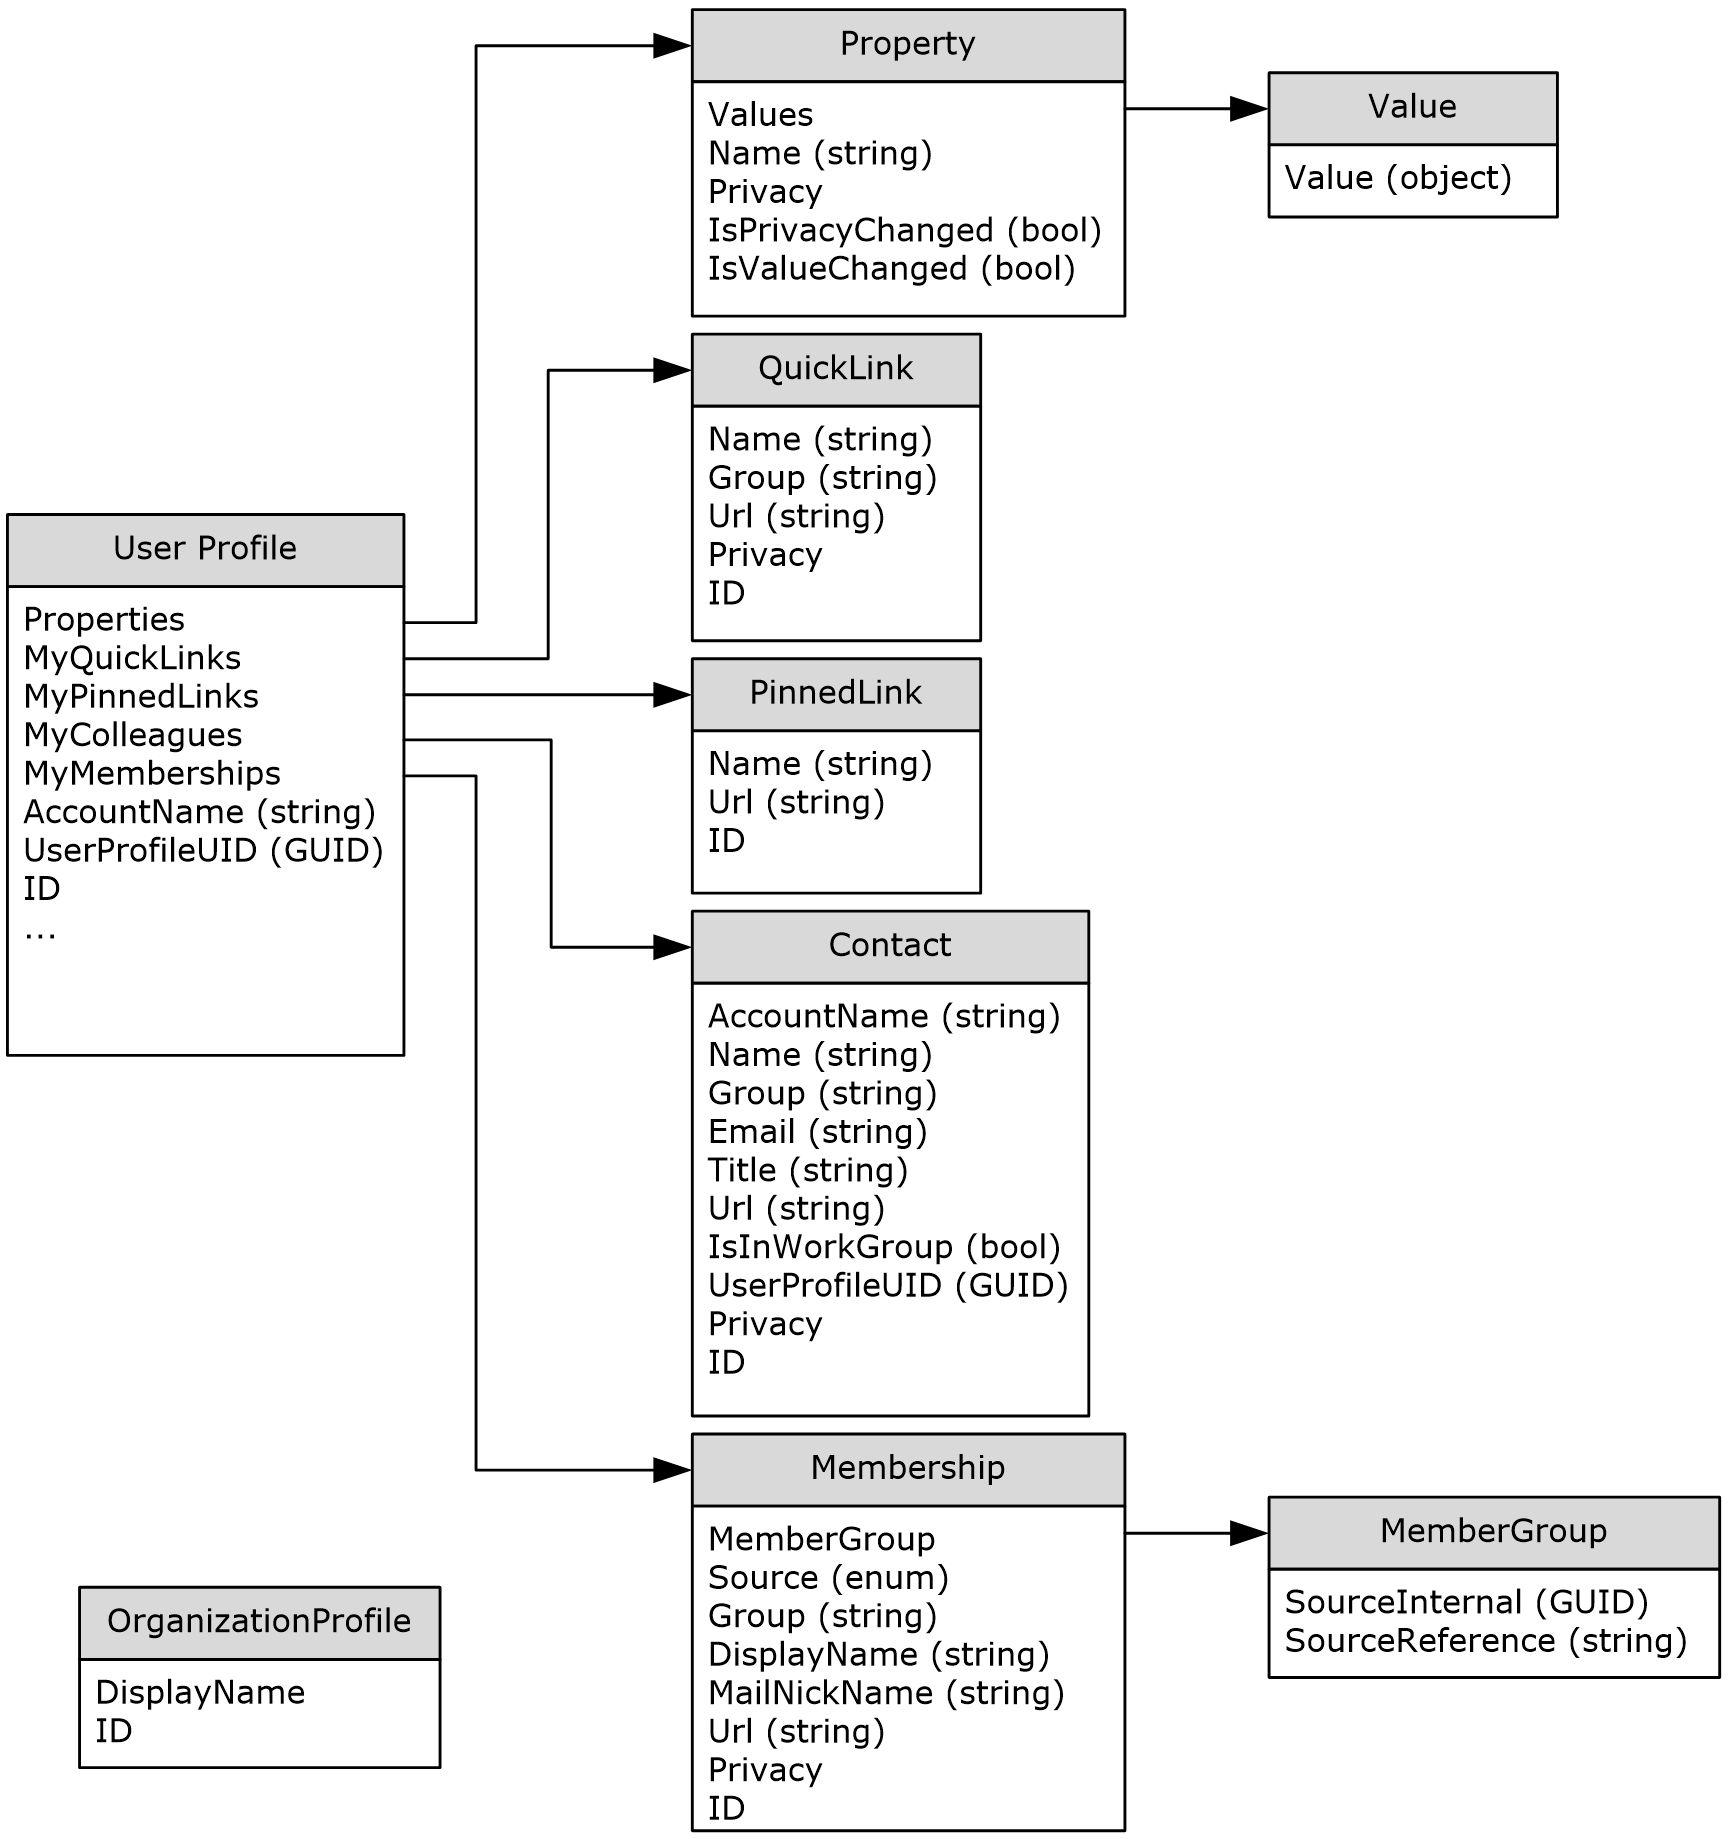 Property
Values
Name (string)
Privacy
IsPrivacyChanged (bool)
IsValueChanged (bool)
Value
Value (object)
QuickLink
Name (string)
Group (string)
Url (string)
Privacy
ID
User Profile
Properties
MyQuickLinks
MyPinnedLinks
MyColleagues
MyMemberships
AccountName (string)
UserProfileUID (GUID)
ID
...
PinnedLink
Name (string)
Url (string)
ID
Contact
AccountName (string)
Name (string)
Group (string)
Email (string)
Title (string)
Url (string)
IsInWorkGroup (bool)
UserProfileUID (GUID)
Privacy
ID
Membership
MemberGroup
Source (enum)
Group (string)
DisplayName (string)
MailNickName (string)
Url (string)
Privacy
ID
MemberGroup
SourceInternal (GUID)
SourceReference (string)
OrganizationProfile
DisplayName
ID